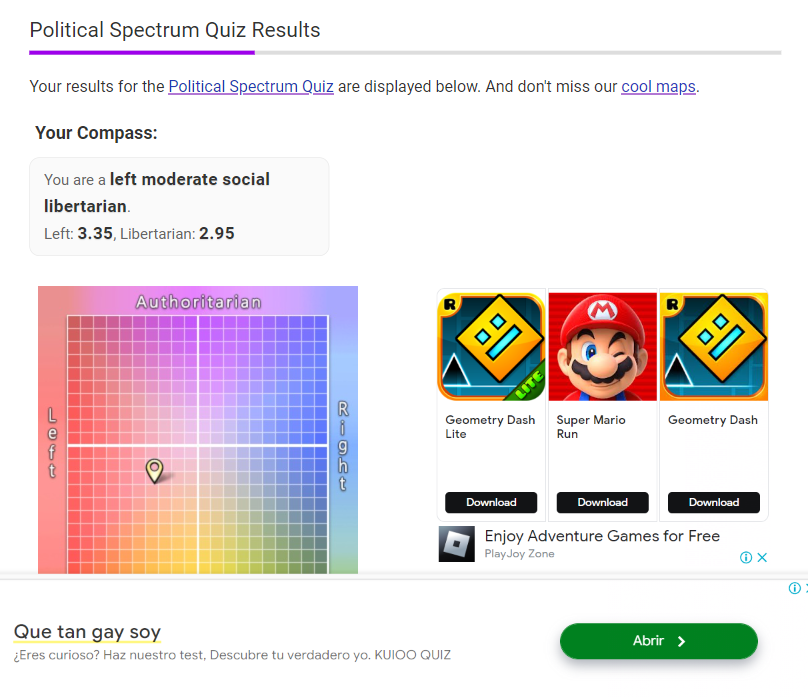 Political Spectrum Quiz Results
Your results for the Political Spectrum Quiz are displayed below. And don't miss our cool maps.
Your Compass:
You are a left moderate social
libertarian.
Left: 3.35, Libertarian: 2.95
Authoritarian
Left
Right
R
M
R
LITE
Geometry Dash
Lite
Super Mario
Run
Geometry Dash
Download
Download
Download
Enjoy Adventure Games for Free
PlayJoy Zone
Que tan gay soy
¿Eres curioso? Haz nuestro test, Descubre tu verdadero yo. KUIOO QUIZ
Abrir